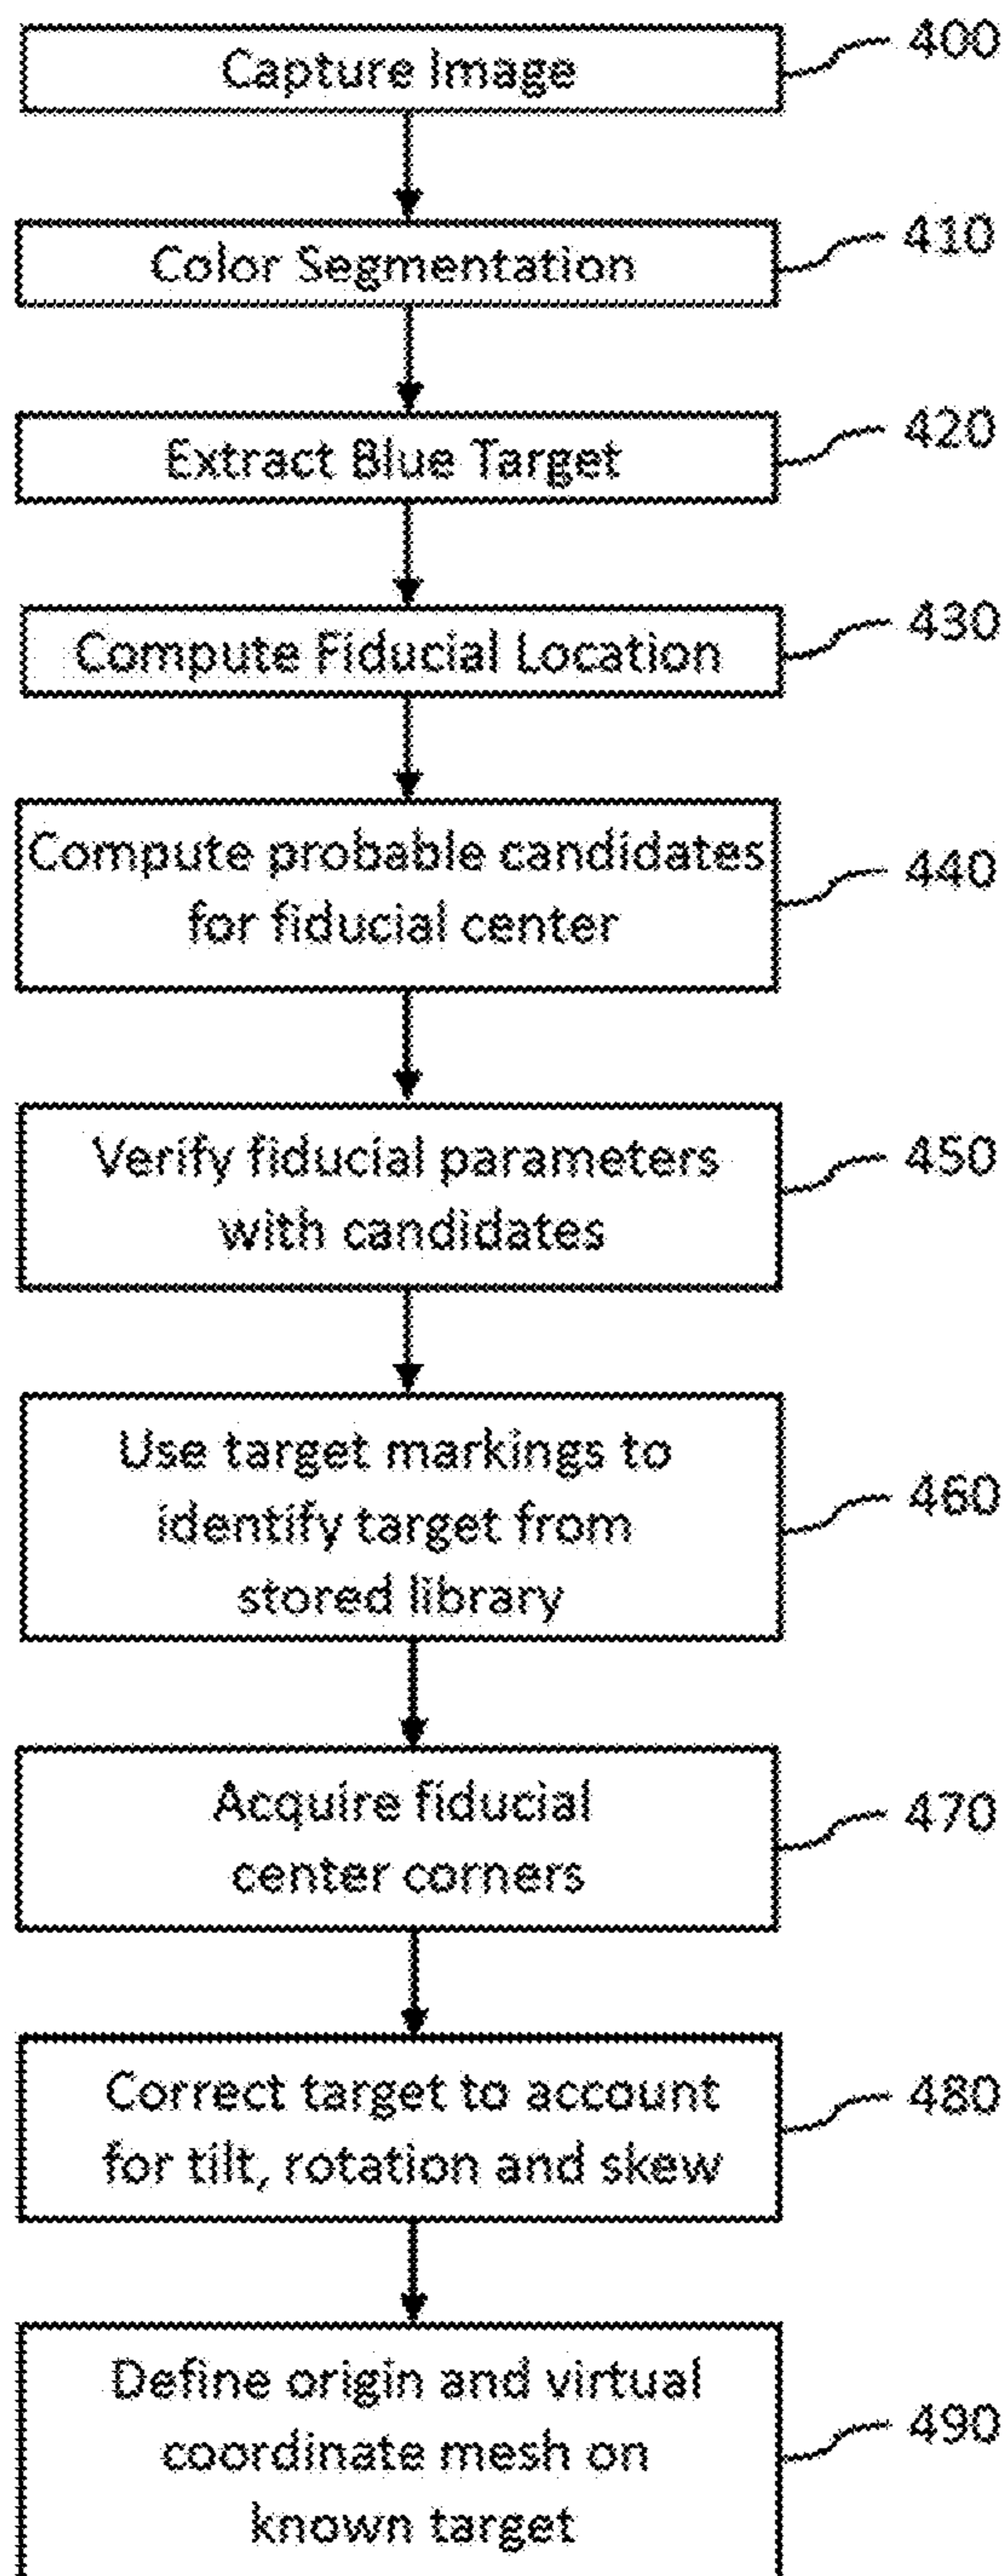 Capture Image
400
Color Segmentation
410
Extract Blue Target
420
Compute Fiducial Location
430
Compute probable candidates
for fiducial center
440
Verify fiducial parameters
with candidates
450
Use target markings to
identify target from
stored library
460
Acquire fiducial
center corners
470
Correct target to account
for tilt, rotation and skew
480
Define origin and virtual
coordinate mesh on
known target
490